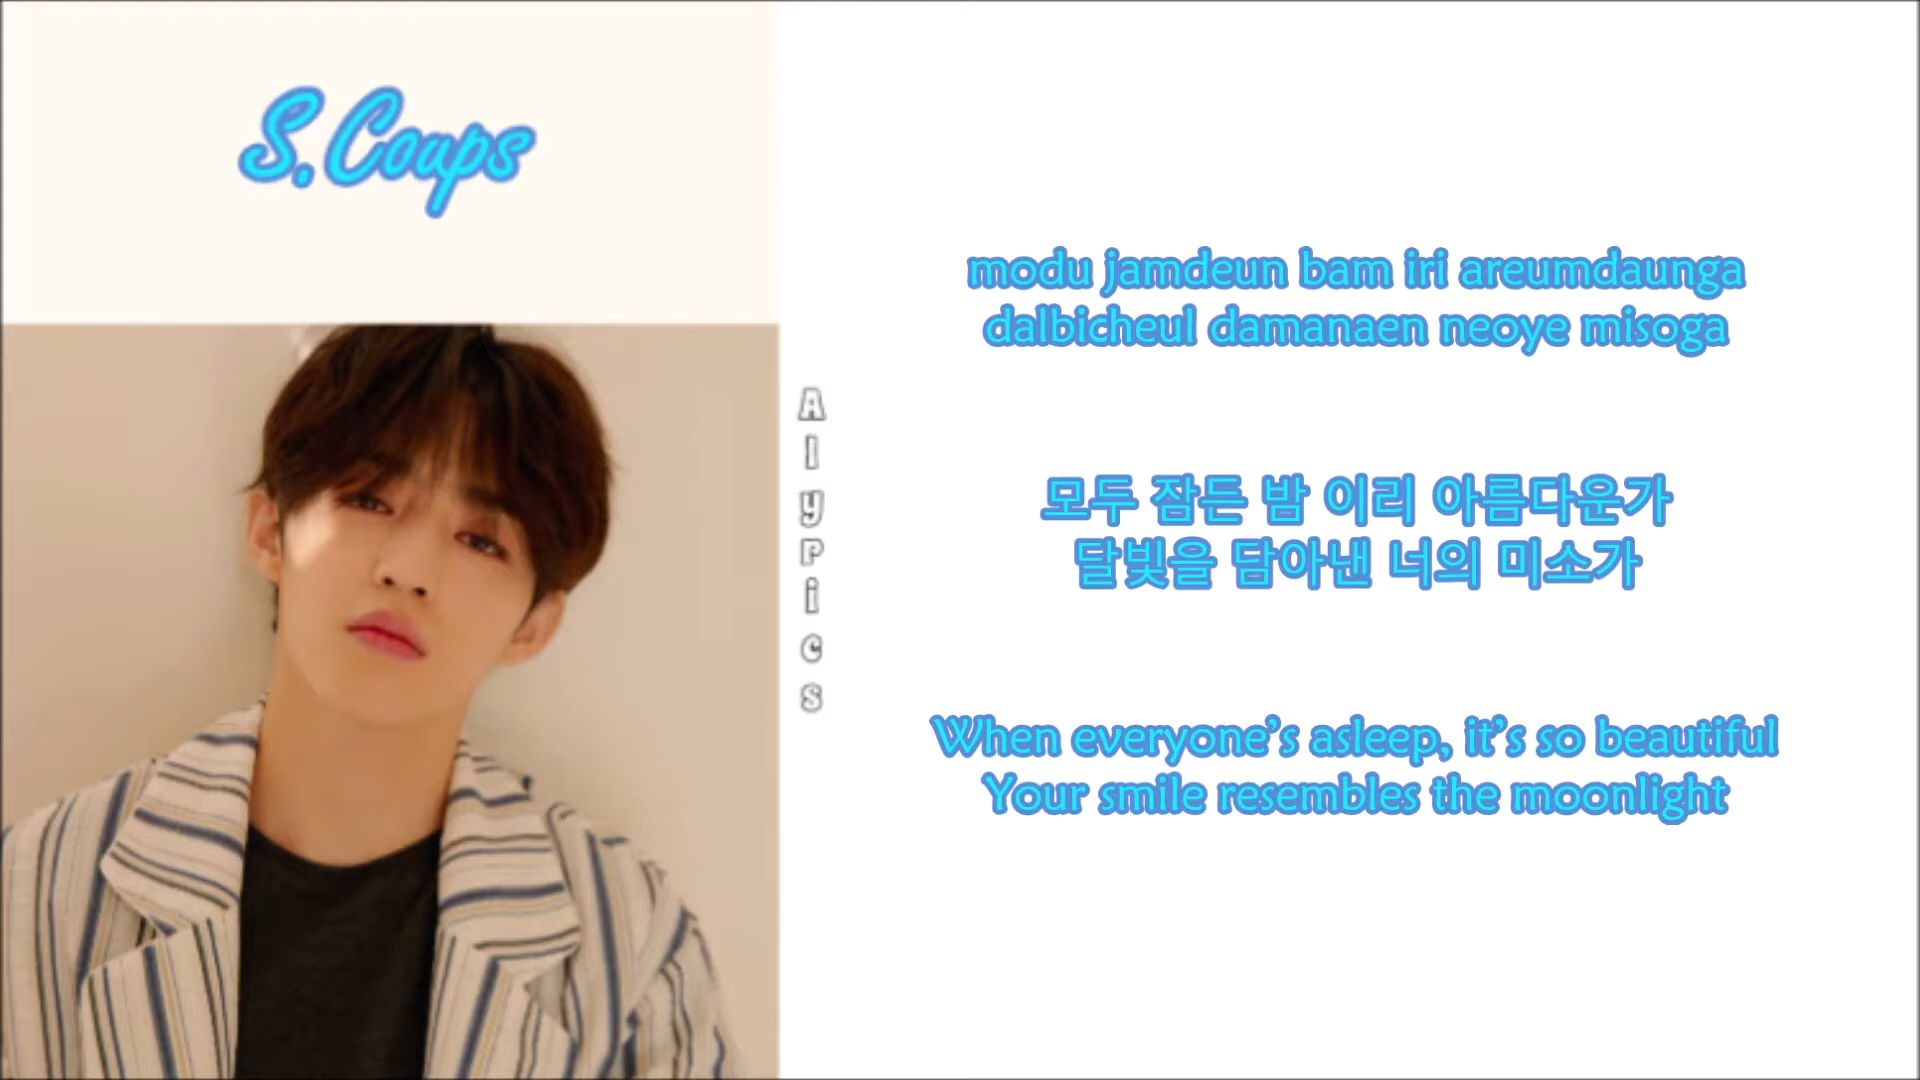 S.Coups
AlyPics
modu jamdeun bam iri areumdaunga
dalbicheul damanaen neoye misoga
모두 잠든 밤 이리 아름다운가
달빛을 담아낸 너의 미소가
When everyone’s asleep, it’s so beautiful
Your smile resembles the moonlight